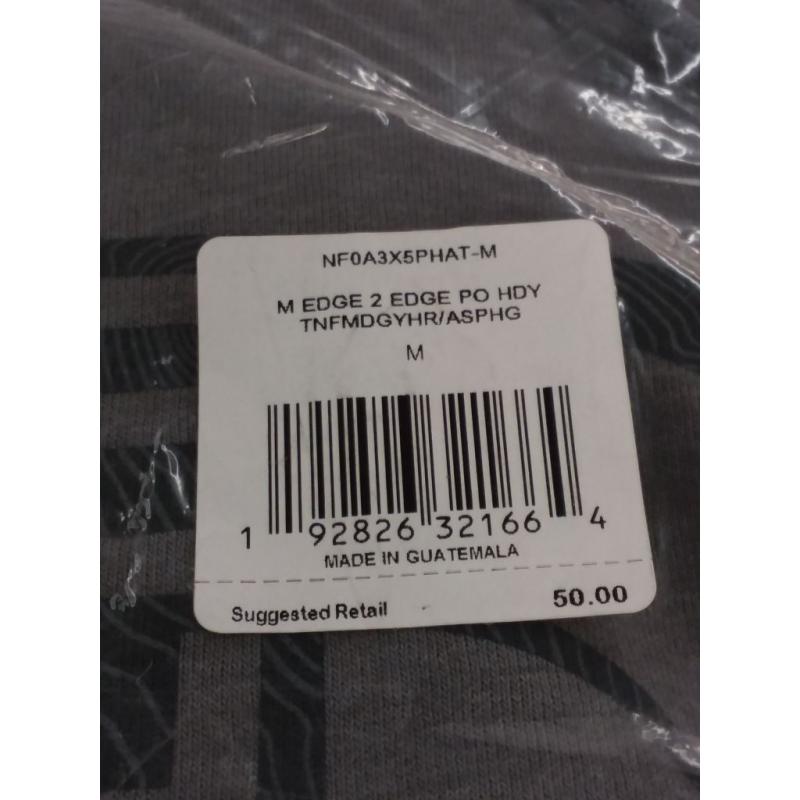 NF0A3X5PHAT-M
M EDGE 2 EDGE PO HDY
TNFMDGYHR/ASPHG
M
1 92826 32166 4
MADE IN GUATEMALA
Suggested Retail 50.00